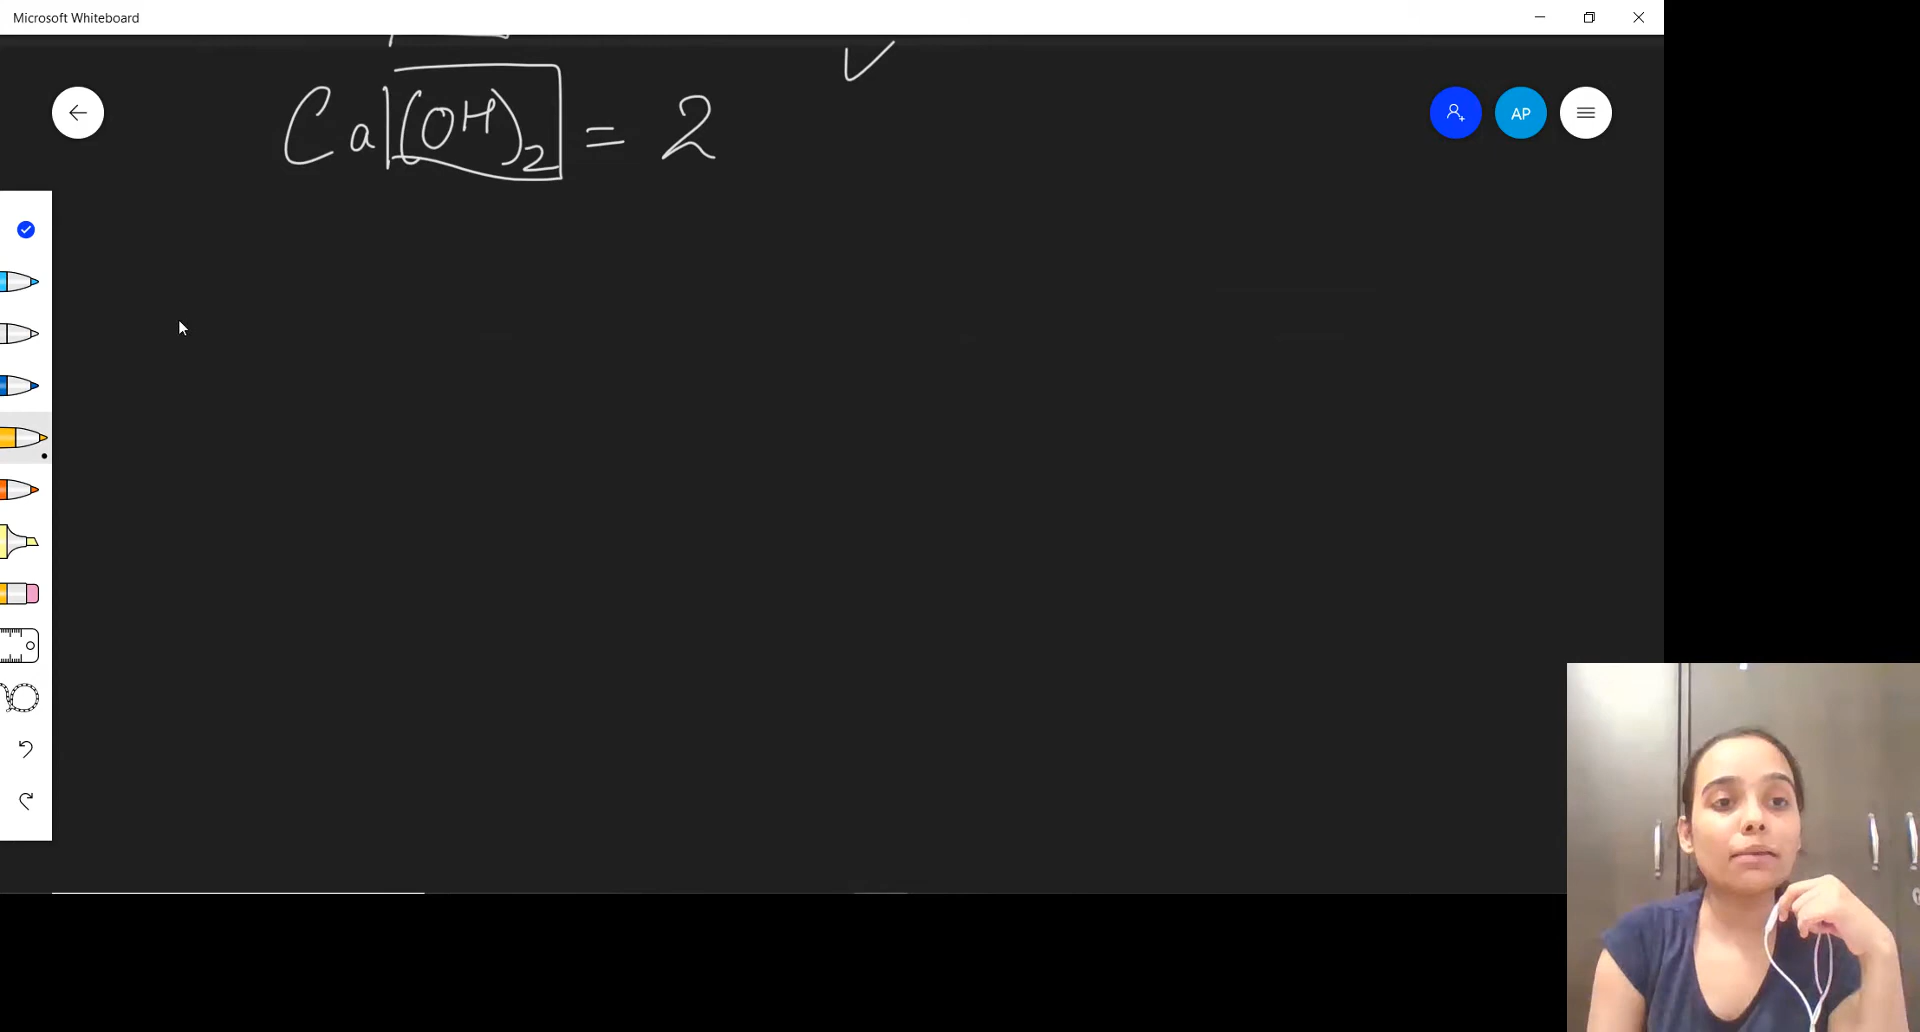 Microsoft Whiteboard
Ca(OH)₂ = 2
AP